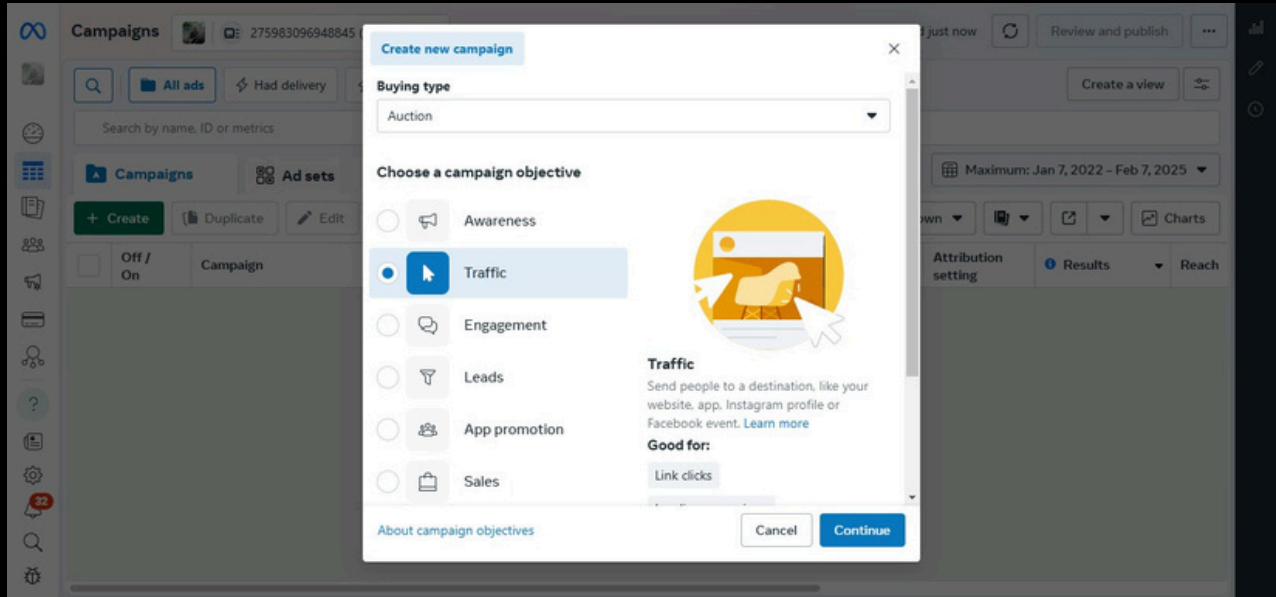 Campaigns
275983096948845 (
just now
Review and publish
All ads
Had delivery
Create a view
Search by name, ID or metrics
Campaigns
Ad sets
Maximum: Jan 7, 2022 – Feb 7, 2025
+ Create
Duplicate
Edit
Charts
Off / On
Campaign
Attribution setting
Results
Reach
32
Create new campaign
Buying type
Auction
Choose a campaign objective
Awareness
Traffic
Engagement
Leads
App promotion
Sales
Traffic
Send people to a destination, like your
website, app, Instagram profile or
Facebook event. Learn more
Good for:
Link clicks
About campaign objectives
Cancel
Continue